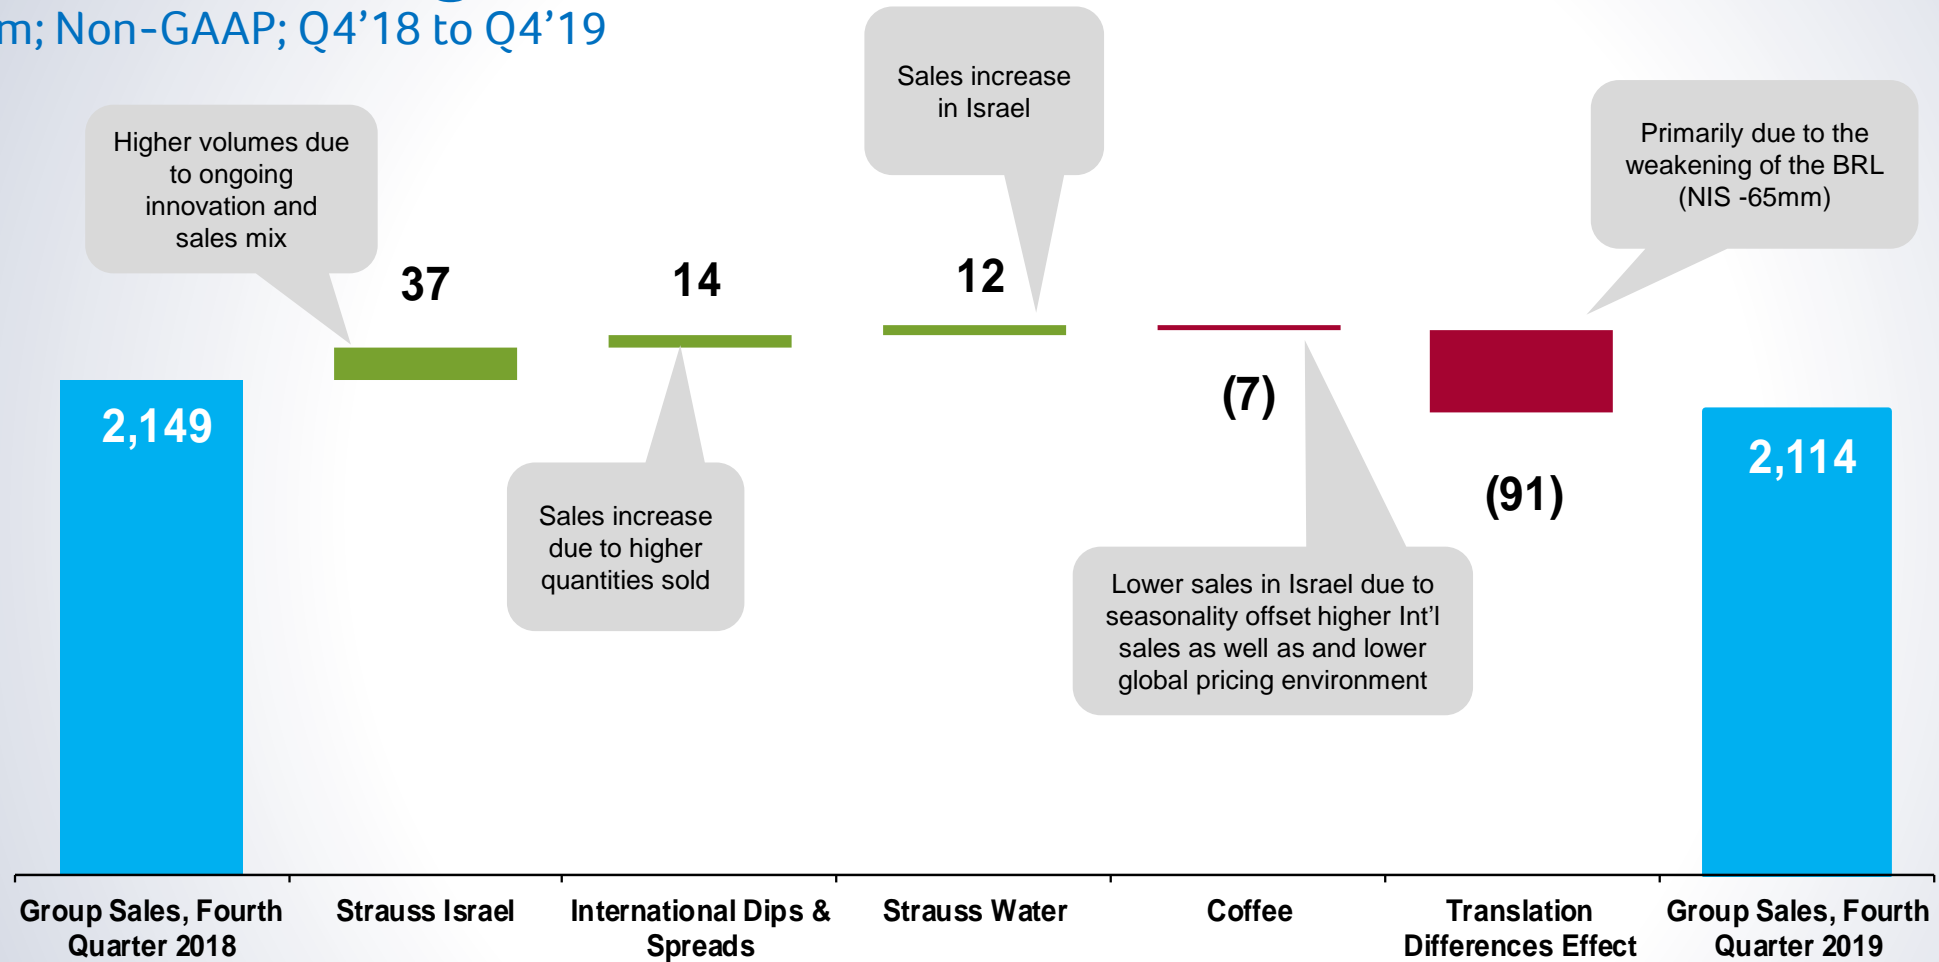 m; Non-GAAP; Q4’18 to Q4’19
Sales increase
in Israel
Higher volumes due
to ongoing
innovation and
sales mix
Primarily due to the
weakening of the BRL
(NIS -65mm)
37
14
12
(7)
(91)
2,149
2,114
Sales increase
due to higher
quantities sold
Lower sales in Israel due to
seasonality offset higher Int’l
sales as well as and lower
global pricing environment
Group Sales, Fourth
Quarter 2018
Strauss Israel
International Dips &
Spreads
Strauss Water
Coffee
Translation
Differences Effect
Group Sales, Fourth
Quarter 2019